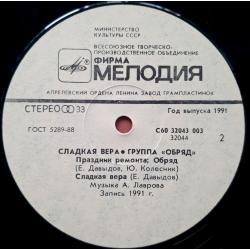 МИНИСТЕРСТВО
КУЛЬТУРЫ СССР
ВСЕСОЮЗНОЕ ТВОРЧЕСКО-
ПРОИЗВОДСТВЕННОЕ ОБЪЕДИНЕНИЕ
ФИРМА
МЕЛОДИЯ
АПРЕЛЕВСКИЙ ОРДЕНА ЛЕНИНА ЗАВОД ГРАМПЛАСТИНОК
СТЕРЕО 33
Год выпуска 1991
ГОСТ 5289-88
С60 32043 003
32044
2
СЛАДКАЯ ВЕРА • ГРУППА «ОБРЯД»
Праздник ремонта; Обряд
(Е. Давыдов, Ю. Колесник)
Сладкая вера (Е. Давыдов)
Музыка А. Лаврова
Запись 1991 г.